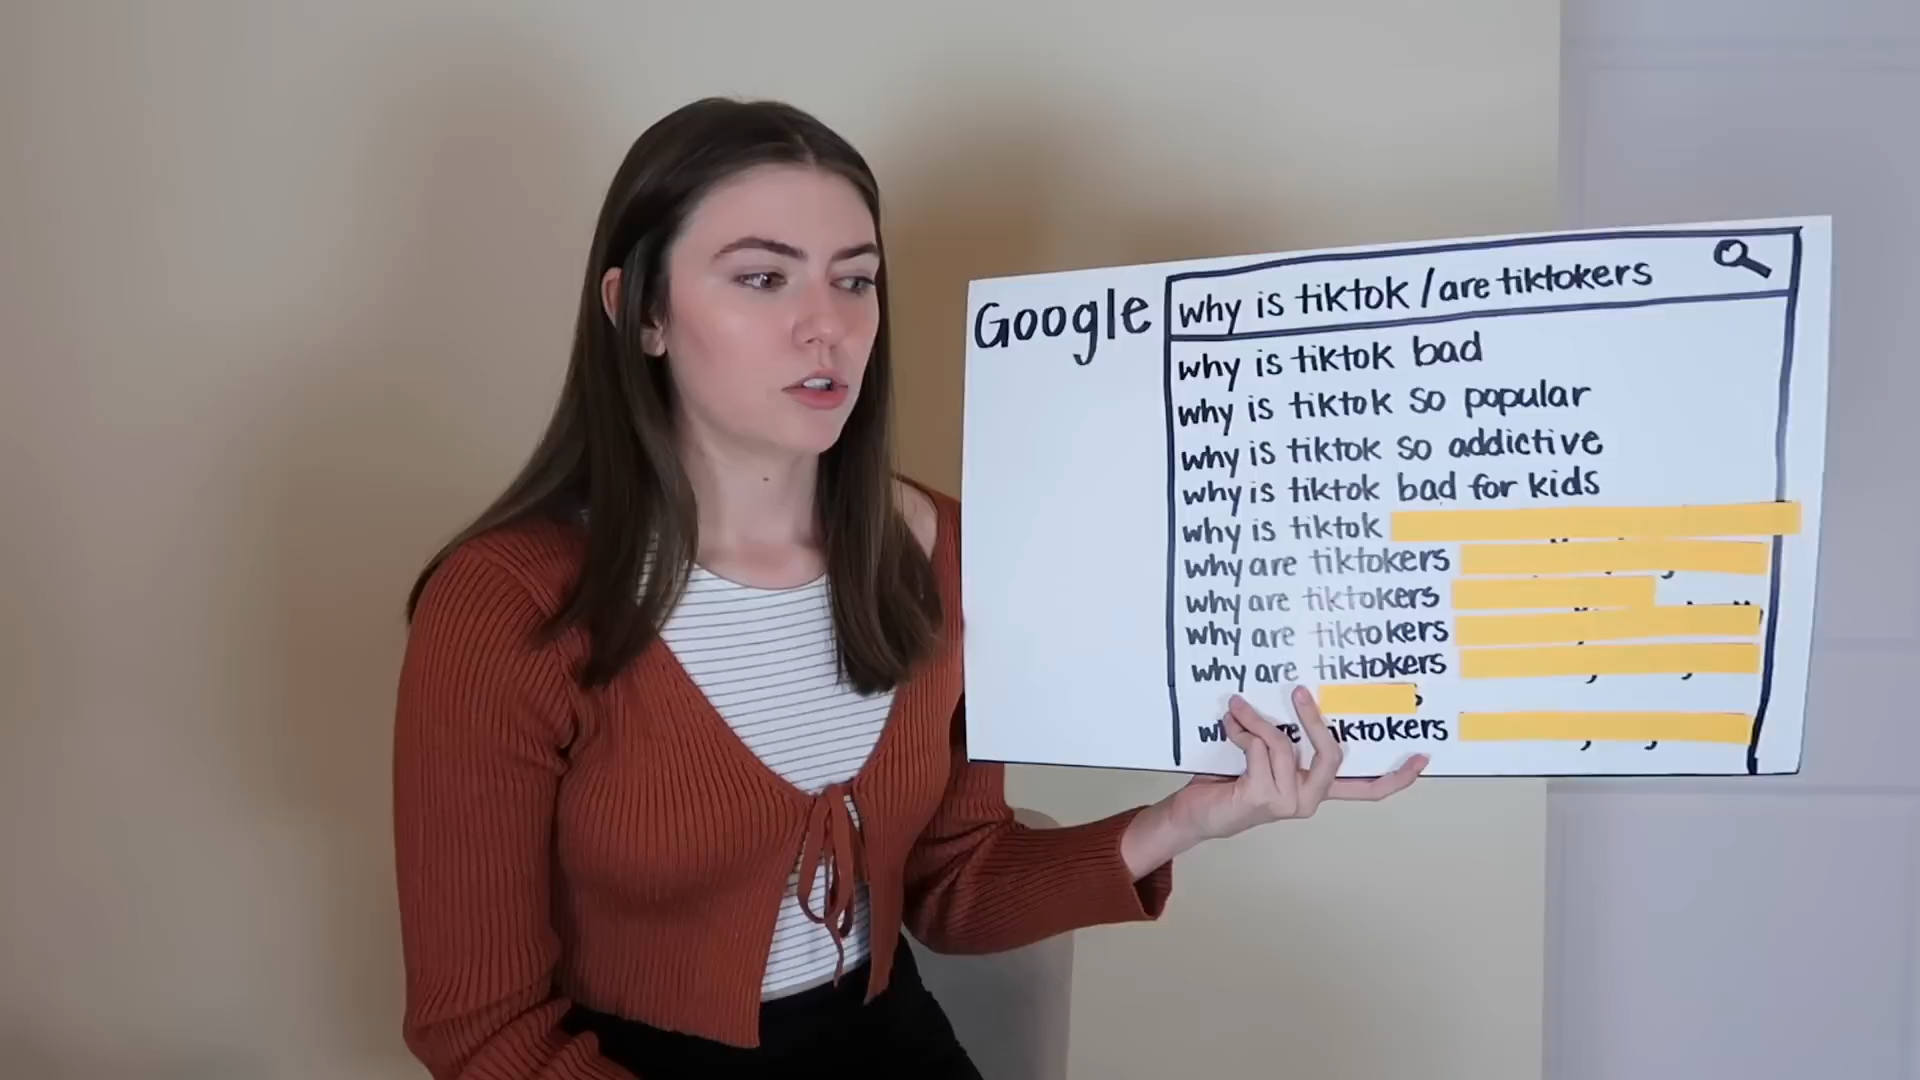 Google
why is tiktok / are tiktokers
why is tiktok bad
why is tiktok so popular
why is tiktok so addictive
why is tiktok bad for kids
why is tiktok
why are tiktokers
why are tiktokers
why are tiktokers
why are tiktokers
tiktokers